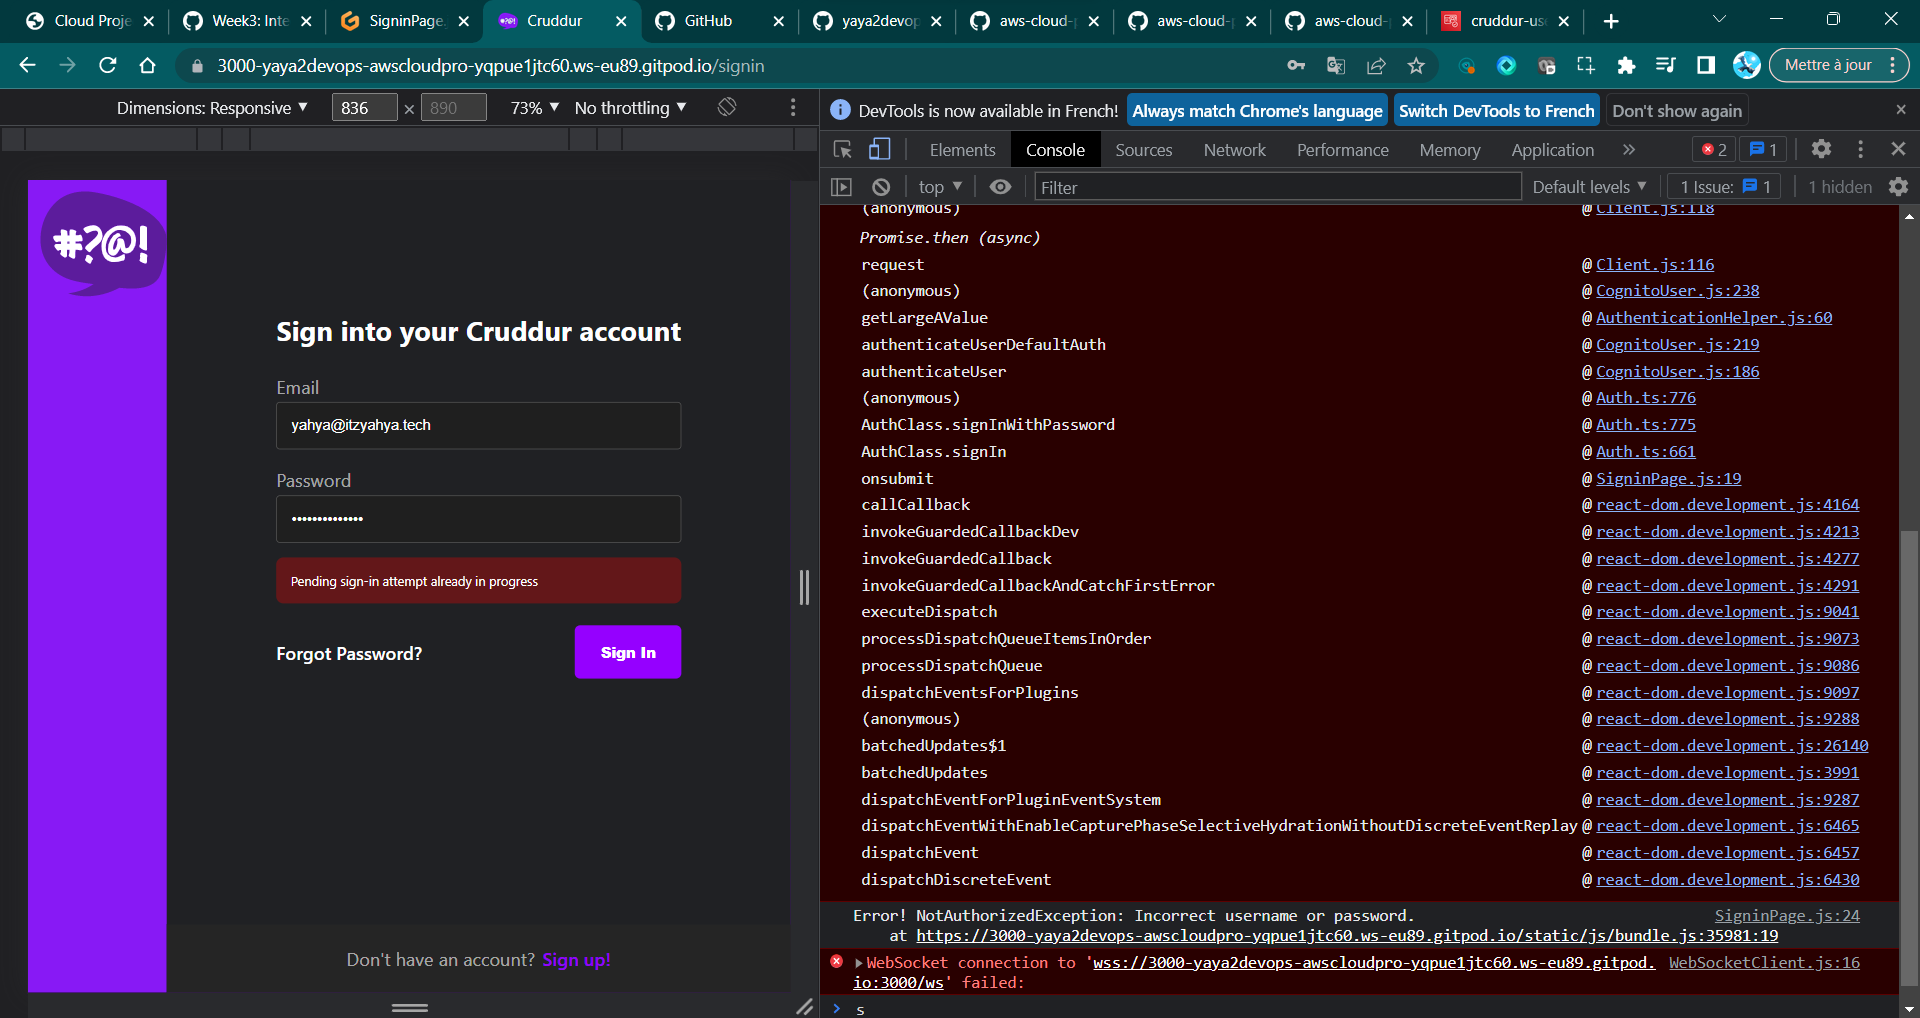 Cloud Proje
Week3: Inte
SigninPage.
Cruddur
GitHub
yaya2devop
aws-cloud-p
aws-cloud-p
aws-cloud-p
cruddur-us
3000-yaya2devops-awscloudpro-yqpue1jtc60.ws-eu89.gitpod.io/signin
Mettre à jour
Dimensions: Responsive
836 × 890
73%
No throttling
DevTools is now available in French!
Always match Chrome's language
Switch DevTools to French
Don't show again
Elements
Console
Sources
Network
Performance
Memory
Application
2
1
top
Filter
Default levels
1 Issue: 1
1 hidden
#?@!
Sign into your Cruddur account
Email
yahya@itzyahya.tech
Password
••••••••••••••
Pending sign-in attempt already in progress
Forgot Password?
Sign In
Don't have an account? Sign up!
(anonymous) @ Client.js:118
Promise.then (async)
request @ Client.js:116
(anonymous) @ CognitoUser.js:238
getLargeAValue @ AuthenticationHelper.js:60
authenticateUserDefaultAuth @ CognitoUser.js:219
authenticateUser @ CognitoUser.js:186
(anonymous) @ Auth.ts:776
AuthClass.signInWithPassword @ Auth.ts:775
AuthClass.signIn @ Auth.ts:661
onsubmit @ SigninPage.js:19
callCallback @ react-dom.development.js:4164
invokeGuardedCallbackDev @ react-dom.development.js:4213
invokeGuardedCallback @ react-dom.development.js:4277
invokeGuardedCallbackAndCatchFirstError @ react-dom.development.js:4291
executeDispatch @ react-dom.development.js:9041
processDispatchQueueItemsInOrder @ react-dom.development.js:9073
processDispatchQueue @ react-dom.development.js:9086
dispatchEventsForPlugins @ react-dom.development.js:9097
(anonymous) @ react-dom.development.js:9288
batchedUpdates$1 @ react-dom.development.js:26140
batchedUpdates @ react-dom.development.js:3991
dispatchEventForPluginEventSystem @ react-dom.development.js:9287
dispatchEventWithEnableCapturePhaseSelectiveHydrationWithoutDiscreteEventReplay @ react-dom.development.js:6465
dispatchEvent @ react-dom.development.js:6457
dispatchDiscreteEvent @ react-dom.development.js:6430
Error! NotAuthorizedException: Incorrect username or password. SigninPage.js:24
at https://3000-yaya2devops-awscloudpro-yqpue1jtc60.ws-eu89.gitpod.io/static/js/bundle.js:35981:19
WebSocket connection to 'wss://3000-yaya2devops-awscloudpro-yqpue1jtc60.ws-eu89.gitpod. WebSocketClient.js:16
io:3000/ws' failed:
s